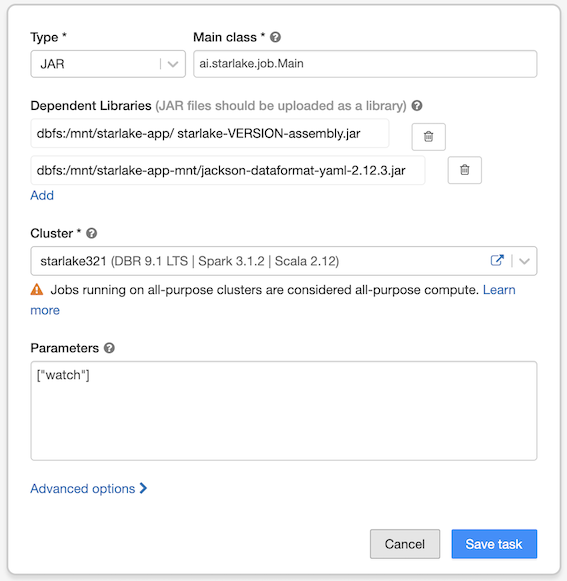 Type * Main class *
JAR ai.starlake.job.Main
Dependent Libraries (JAR files should be uploaded as a library)
dbfs:/mnt/starlake-app/ starlake-VERSION-assembly.jar
dbfs:/mnt/starlake-app-mnt/jackson-dataformat-yaml-2.12.3.jar
Add
Cluster *
starlake321 (DBR 9.1 LTS | Spark 3.1.2 | Scala 2.12)
Jobs running on all-purpose clusters are considered all-purpose compute. Learn
more
Parameters
["watch"]
Advanced options
Cancel Save task